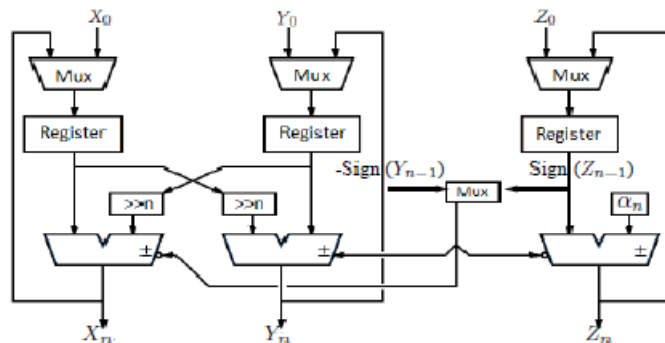 X₀ Y₀ Z₀
Mux Mux Mux
Register Register Register
-Sign (Yₙ₋₁) Mux Sign (Zₙ₋₁)
>>n >>n αₙ
± ± ±
Xₙ Yₙ Zₙ